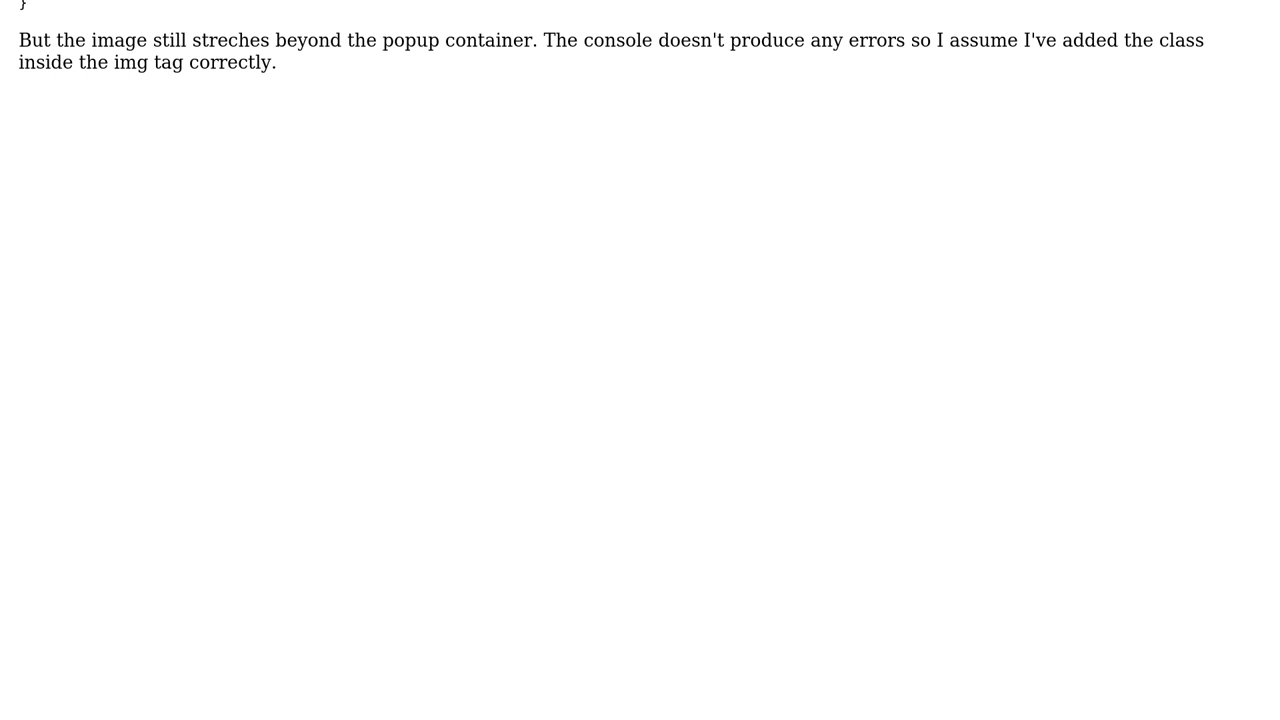 }
But the image still streches beyond the popup container. The console doesn't produce any errors so I assume I've added the class
inside the img tag correctly.